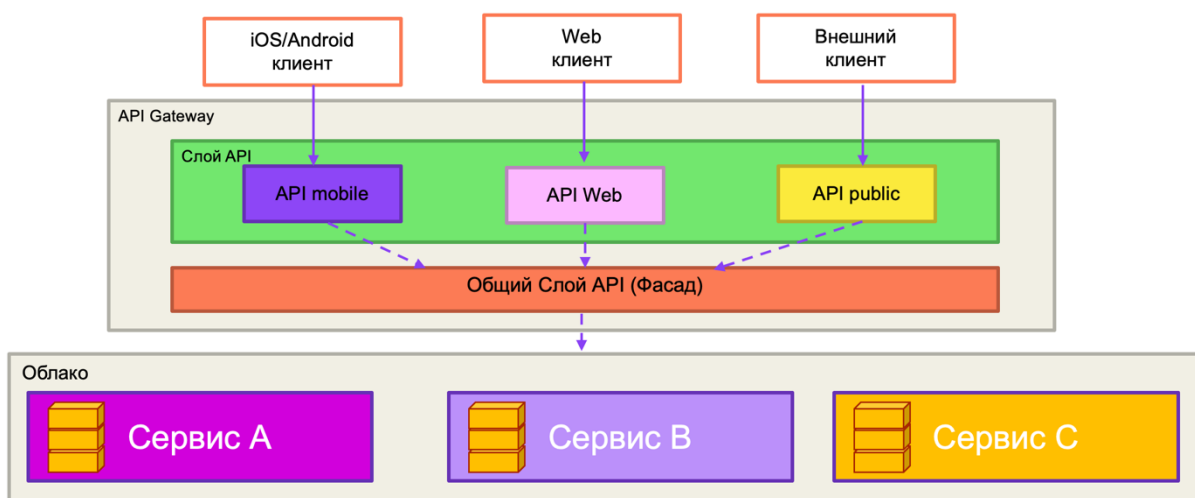 iOS/Android
клиент
Web
клиент
Внешний
клиент
API Gateway
Слой API
API mobile
API Web
API public
Общий Слой API (Фасад)
Облако
Сервис А
Сервис В
Сервис С